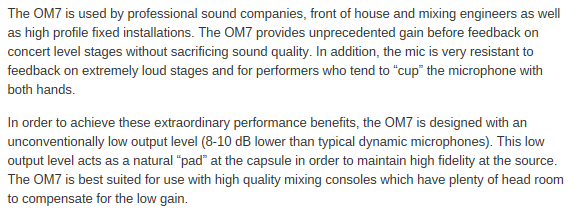 The OM7 is used by professional sound companies, front of house and mixing engineers as well
as high profile fixed installations. The OM7 provides unprecedented gain before feedback on
concert level stages without sacrificing sound quality. In addition, the mic is very resistant to
feedback on extremely loud stages and for performers who tend to “cup” the microphone with
both hands.
In order to achieve these extraordinary performance benefits, the OM7 is designed with an
unconventionally low output level (8-10 dB lower than typical dynamic microphones). This low
output level acts as a natural “pad” at the capsule in order to maintain high fidelity at the source.
The OM7 is best suited for use with high quality mixing consoles which have plenty of head room
to compensate for the low gain.